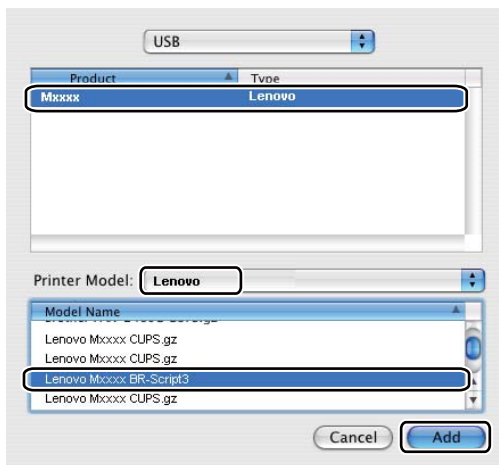 USB
Product Type
Mxxxx Lenovo
Printer Model: Lenovo
Model Name
Lenovo Mxxxx CUPS.gz
Lenovo Mxxxx CUPS.gz
Lenovo Mxxxx BR-Script3
Lenovo Mxxxx CUPS.gz
Cancel Add